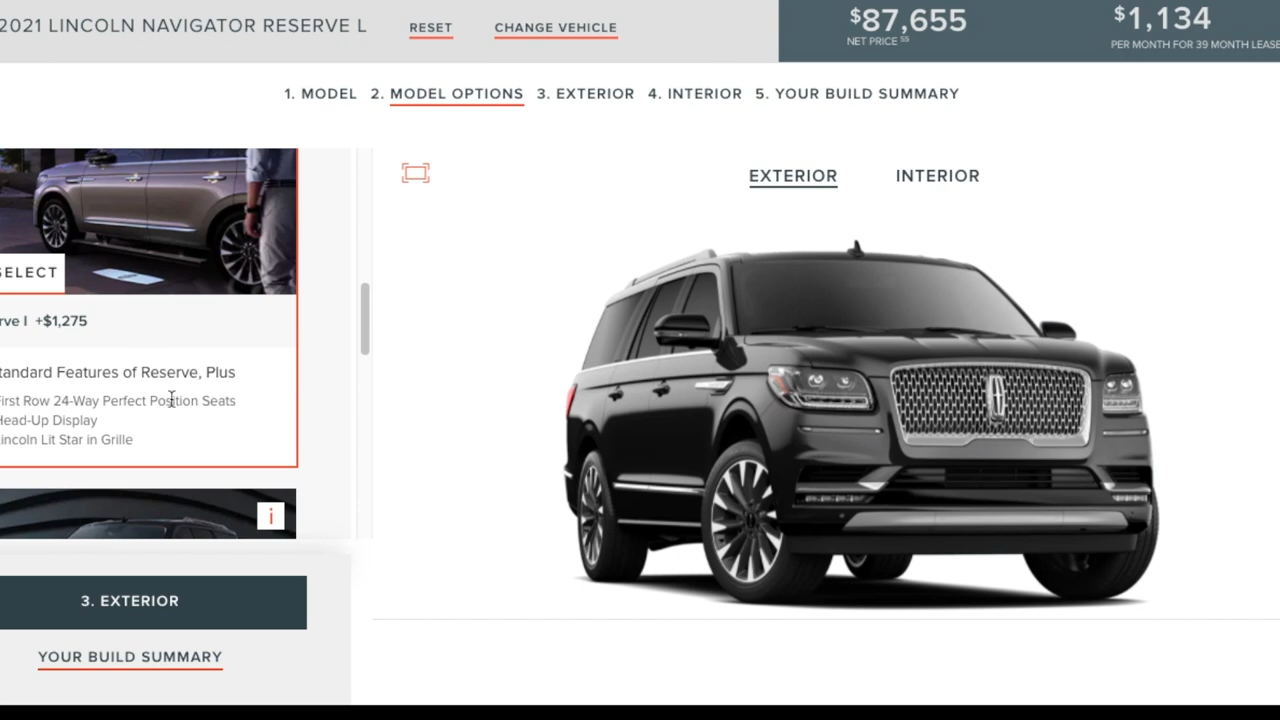 2021 LINCOLN NAVIGATOR RESERVE L
RESET
CHANGE VEHICLE
$87,655
NET PRICE §§
$1,134
PER MONTH FOR 39 MONTH LEASE
1. MODEL 2. MODEL OPTIONS 3. EXTERIOR 4. INTERIOR 5. YOUR BUILD SUMMARY
EXTERIOR
INTERIOR
SELECT
rve I +$1,275
tandard Features of Reserve, Plus
First Row 24-Way Perfect Position Seats
Head-Up Display
Lincoln Lit Star in Grille
i
3. EXTERIOR
YOUR BUILD SUMMARY